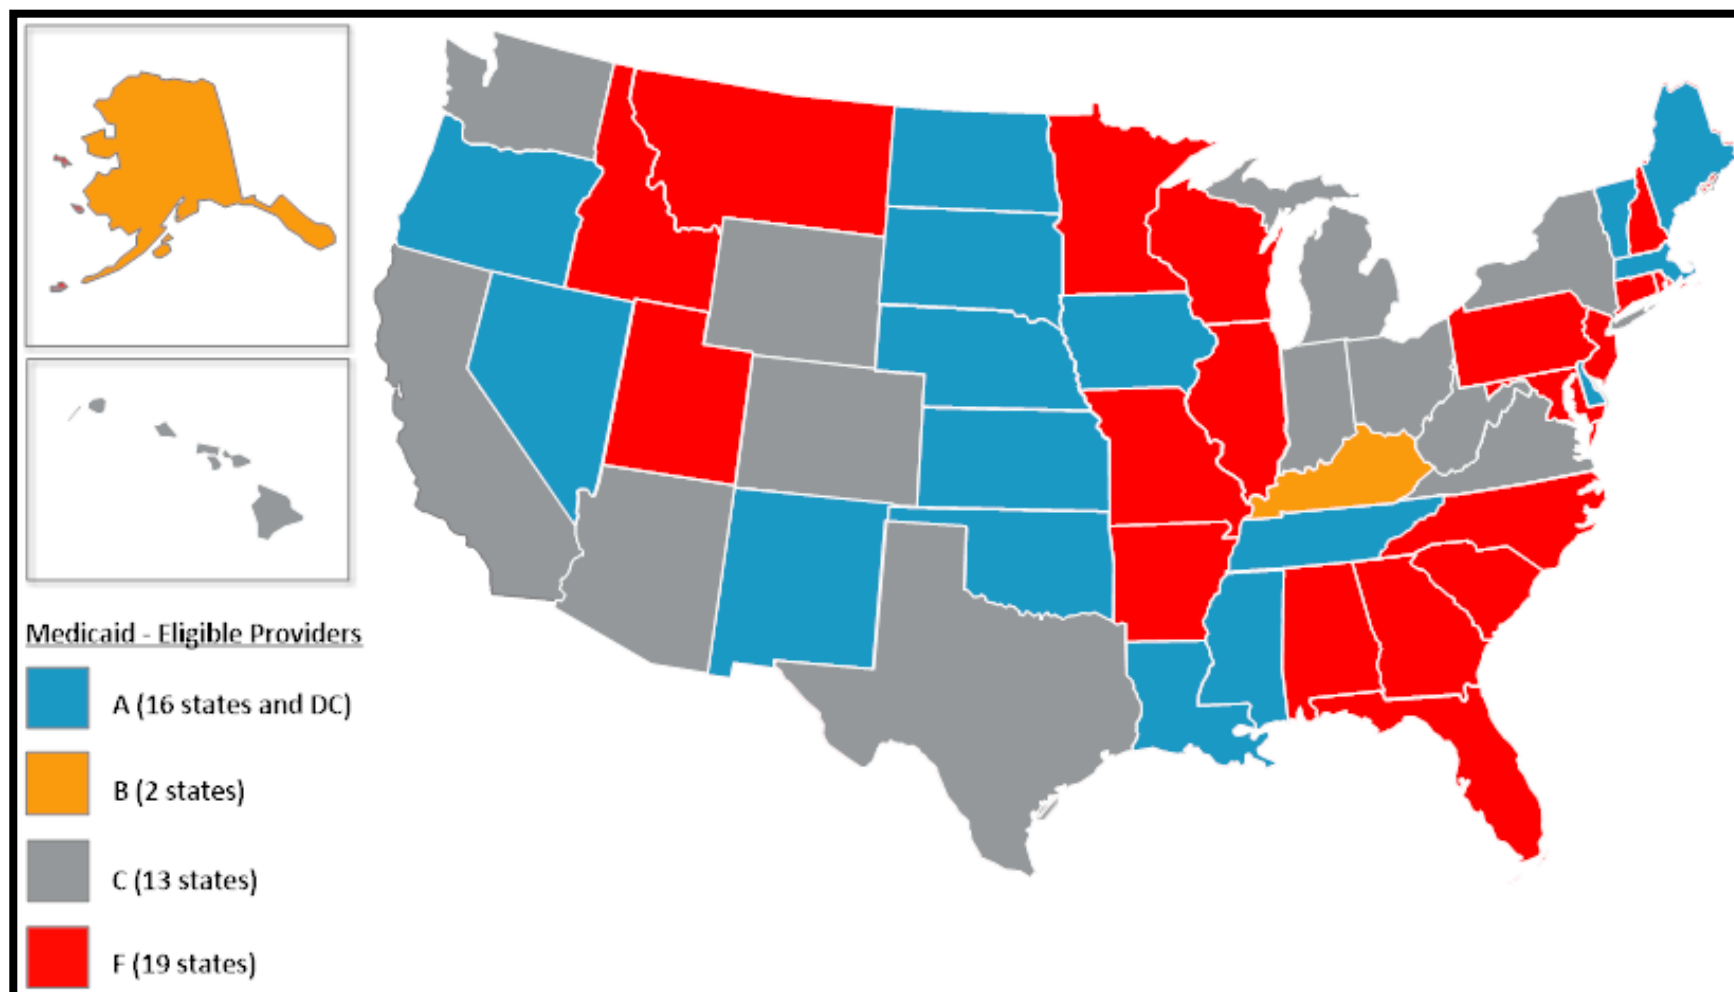 Medicaid - Eligible Providers
A (16 states and DC)
B (2 states)
C (13 states)
F (19 states)